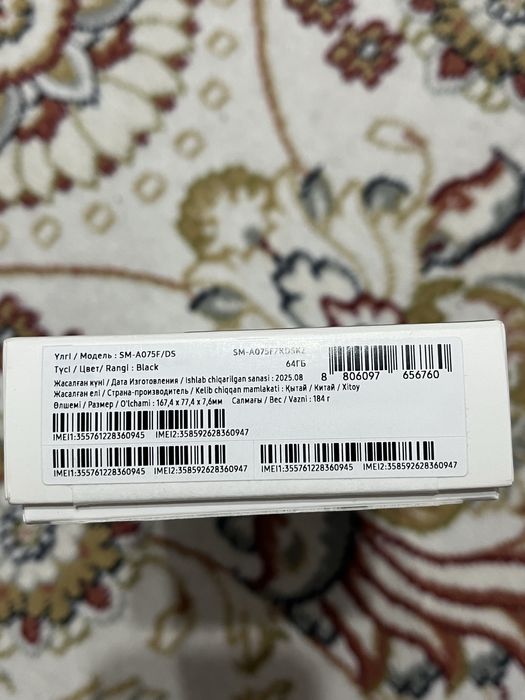 Үлгі / Модель : SM-A075F/DS
SM-A075FZKDSKZ
Түсі / Цвет / Rangi : Black
64ГБ
Жасалған күні / Дата Изготовления / Ishlab chiqarilgan sanasi : 2025.08
Жасалған елі / Страна-производитель / Kelib chiqqan mamlakati : Қытай / Китай / Xitoy
Өлшемі / Размер / O'lchami : 167,4 x 77,4 x 7,6мм Салмағы / Вес / Vazni : 184 г
8 806097 656760
IMEI1:355761228360945 IMEI2:358592628360947
IMEI1:355761228360945 IMEI2:358592628360947
IMEI1:355761228360945 IMEI2:358592628360947